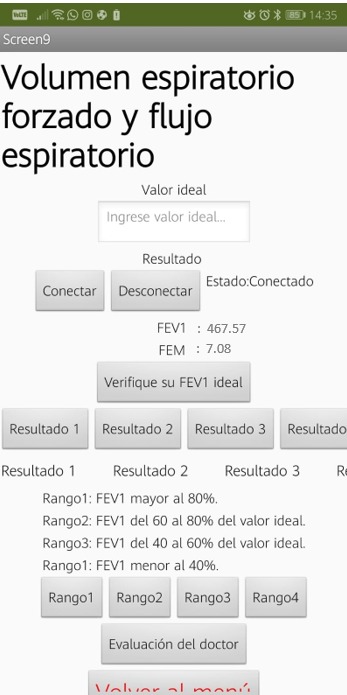 85 14:35
Screen9
Volumen espiratorio
forzado y flujo
espiratorio
Valor ideal
Ingrese valor ideal...
Resultado
Conectar Desconectar Estado:Conectado
FEV1 : 467.57
FEM : 7.08
Verifique su FEV1 ideal
Resultado 1 Resultado 2 Resultado 3 Resultado
Resultado 1 Resultado 2 Resultado 3 Re
Rango1: FEV1 mayor al 80%.
Rango2: FEV1 del 60 al 80% del valor ideal.
Rango3: FEV1 del 40 al 60% del valor ideal.
Rango1: FEV1 menor al 40%.
Rango1 Rango2 Rango3 Rango4
Evaluación del doctor
Volver al menú